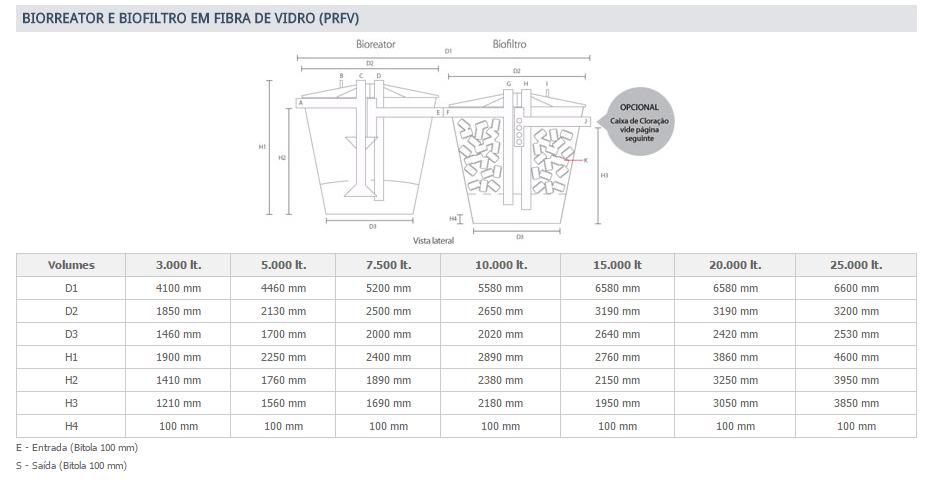 BIORREATOR E BIOFILTRO EM FIBRA DE VIDRO (PRFV)
Bioreator Biofiltro
D1
D2 D2
B C D G H I
A E F J
OPCIONAL
Caixa de Cloração
vide página
seguinte
H1 H2 K H3
H4
D3 D3
Vista lateral
Volumes 3.000 lt. 5.000 lt. 7.500 lt. 10.000 lt. 15.000 lt 20.000 lt. 25.000 lt.
D1 4100 mm 4460 mm 5200 mm 5580 mm 6580 mm 6580 mm 6600 mm
D2 1850 mm 2130 mm 2500 mm 2650 mm 3190 mm 3190 mm 3200 mm
D3 1460 mm 1700 mm 2000 mm 2020 mm 2640 mm 2420 mm 2530 mm
H1 1900 mm 2250 mm 2400 mm 2890 mm 2760 mm 3860 mm 4600 mm
H2 1410 mm 1760 mm 1890 mm 2380 mm 2150 mm 3250 mm 3950 mm
H3 1210 mm 1560 mm 1690 mm 2180 mm 1950 mm 3050 mm 3850 mm
H4 100 mm 100 mm 100 mm 100 mm 100 mm 100 mm 100 mm
E - Entrada (Bitola 100 mm)
S - Saída (Bitola 100 mm)